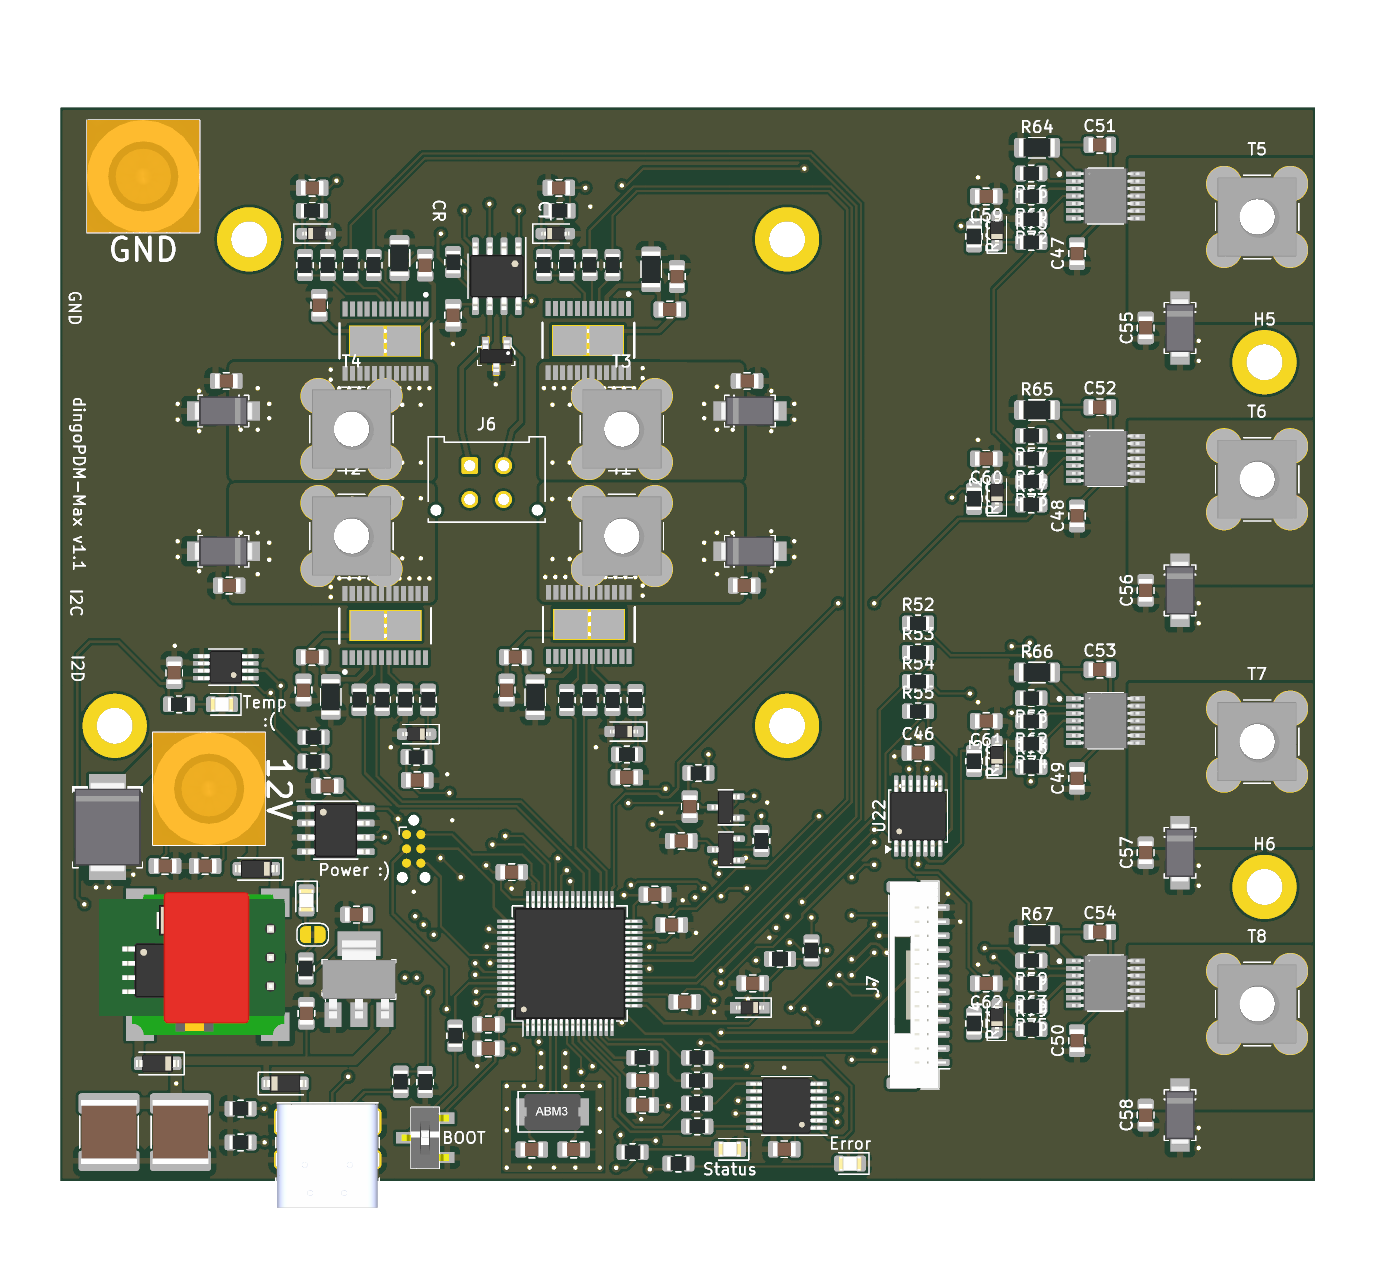 R64
C51
T5
CR
GND
C59
C47
GND
C55
H5
T4
T3
R65
C52
T6
J6
dingoPDM-Max v1.1
C60
C48
C56
I2C
R52
R53
R54
R55
I2D
R66
C53
T7
Temp
:(
C46
C61
C49
12V
U22
C57
H6
Power :)
R67
C54
T8
J7
C62
C50
ABM3
C58
BOOT
Error
Status